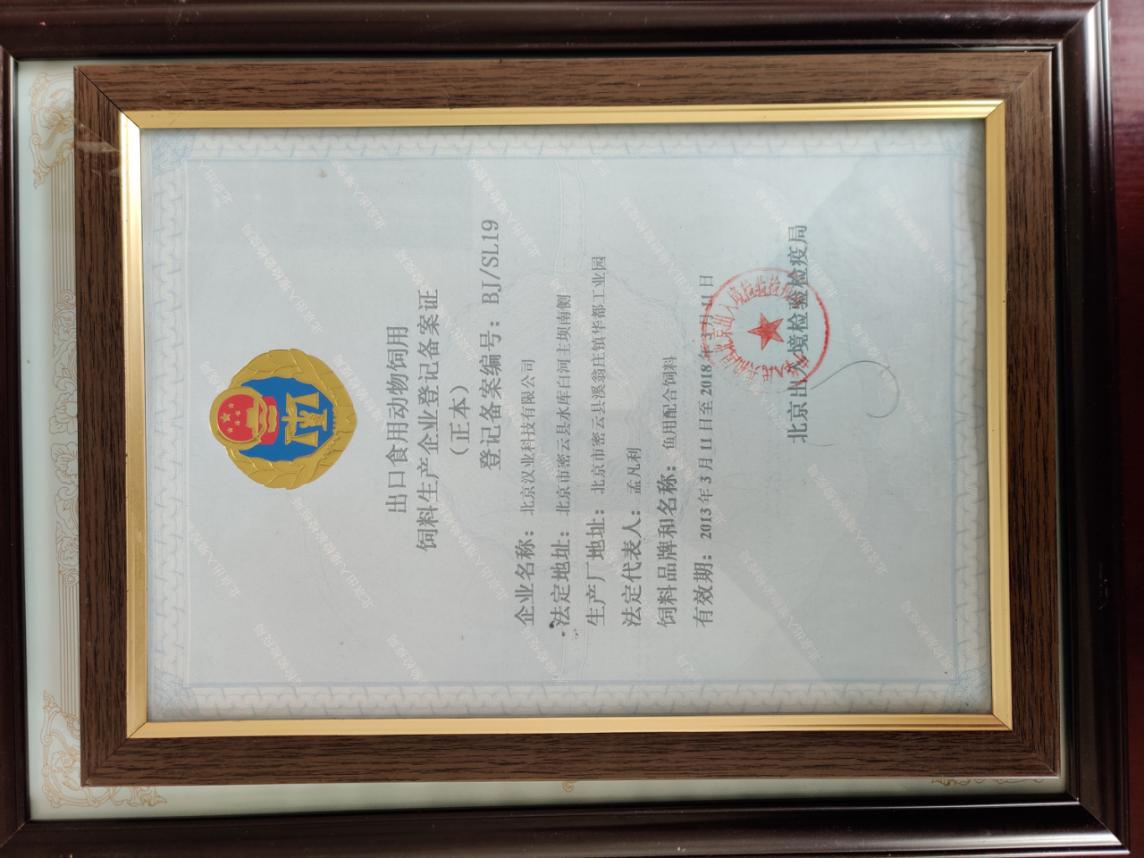 出口食用动物饲用
饲料生产企业登记备案证
（正本）
登记备案编号：BJ/SL19
企业名称：北京汉业科技有限公司
法定地址：北京市密云县水库白河主坝南侧
生产厂地址：北京市密云县溪翁庄镇华都工业园
法定代表人：孟凡利
饲料品牌和名称：鱼用配合饲料
有效期：2013年3月11日至2018年3月11日
北京出入境检验检疫局